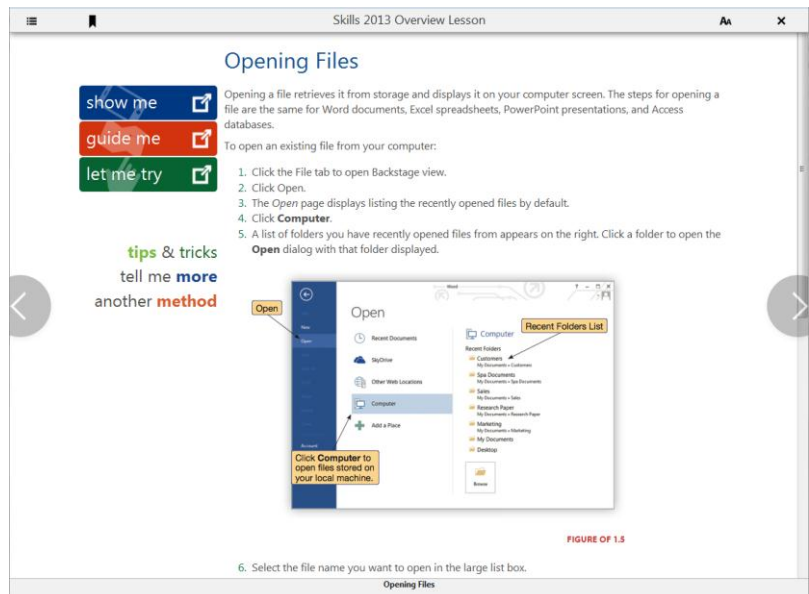 Skills 2013 Overview Lesson
AA
Opening Files
show me
guide me
let me try
tips & tricks
tell me more
another method
Opening a file retrieves it from storage and displays it on your computer screen. The steps for opening a
file are the same for Word documents, Excel spreadsheets, PowerPoint presentations, and Access
databases.
To open an existing file from your computer:
1. Click the File tab to open Backstage view.
2. Click Open.
3. The Open page displays listing the recently opened files by default.
4. Click Computer.
5. A list of folders you have recently opened files from appears on the right. Click a folder to open the
Open dialog with that folder displayed.
Word
Open
New
Open
Account
Open
Recent Documents
SkyDrive
Other Web Locations
Computer
Add a Place
Click Computer to
open files stored on
your local machine.
Computer
Recent Folders List
Recent Folders
Customers
My Documents » Customers
Spa Documents
My Documents » Spa Documents
Sales
My Documents » Sales
Research Paper
My Documents » Research Paper
Marketing
My Documents » Marketing
My Documents
Desktop
Browse
FIGURE OF 1.5
6. Select the file name you want to open in the large list box.
Opening Files